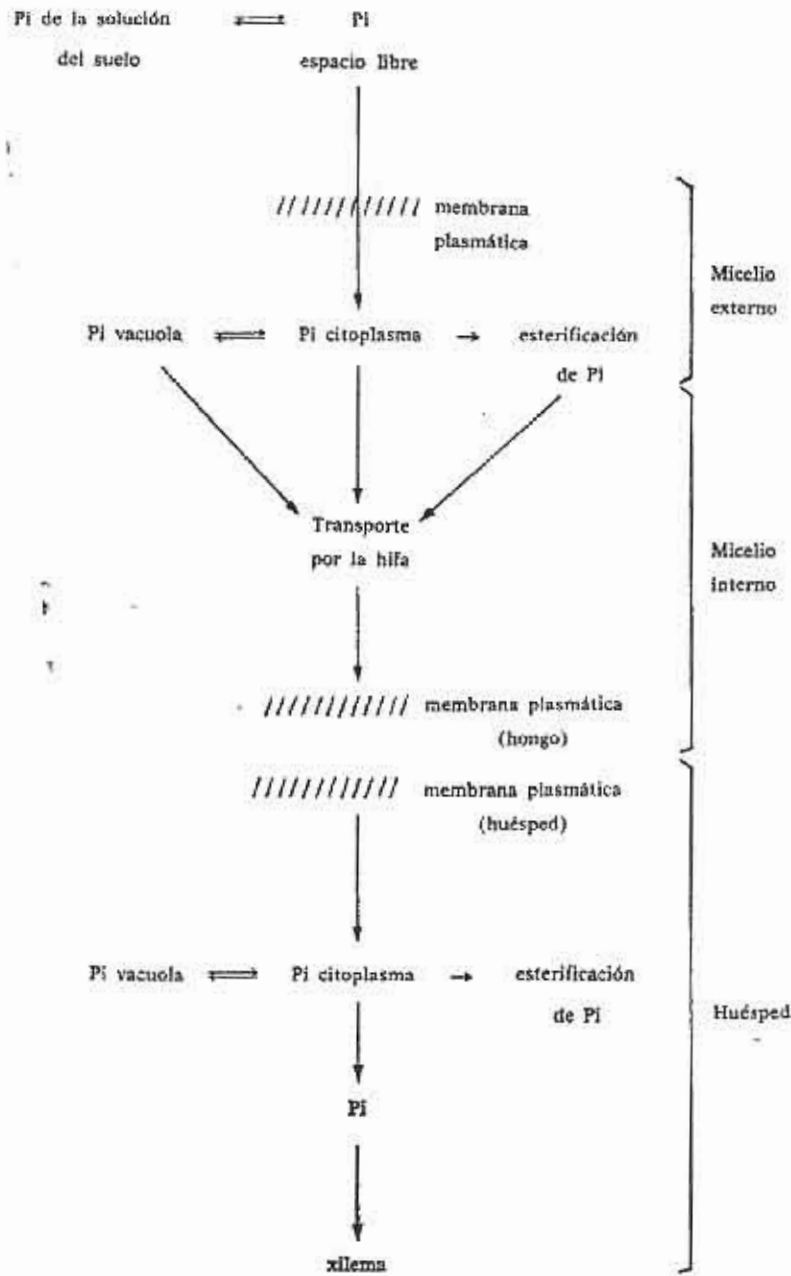 Pi de la solución ⇌ Pi
del suelo espacio libre
membrana
plasmática
Micelio
externo
Pi vacuola ⇌ Pi citoplasma → esterificación
de Pi
Transporte
por la hifa
Micelio
interno
membrana plasmática
(hongo)
membrana plasmática
(huésped)
Pi vacuola ⇌ Pi citoplasma → esterificación
de Pi
Huésped
Pi
xilema